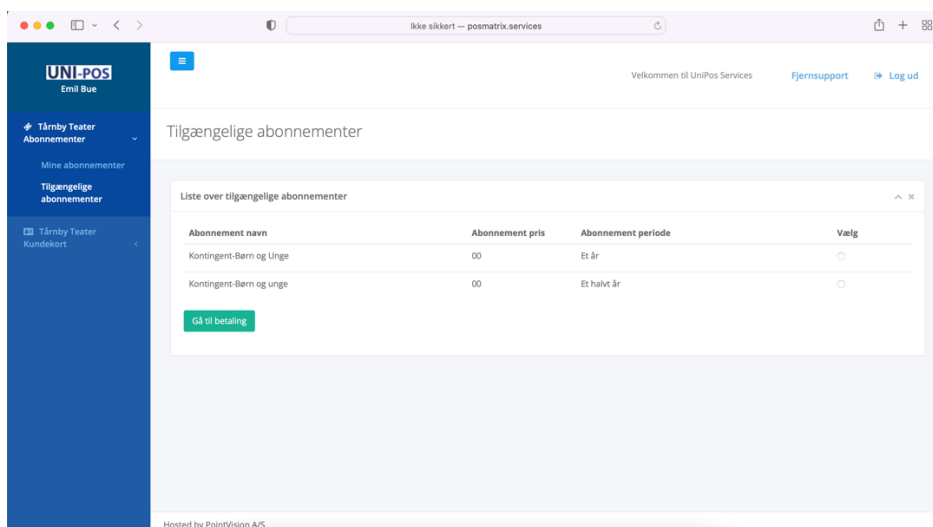 Ikke sikkert — posmatrix.services
UNI-POS
Emil Bue
Velkommen til UniPos Services
Fjernsupport
Log ud
Tårnby Teater
Abonnementer
Mine abonnementer
Tilgængelige
abonnementer
Tårnby Teater
Kundekort
Tilgængelige abonnementer
Liste over tilgængelige abonnementer
Abonnement navn Abonnement pris Abonnement periode Vælg
Kontingent-Børn og Unge 00 Et år
Kontingent-Børn og unge 00 Et halvt år
Gå til betaling
Hosted by PointVision A/S